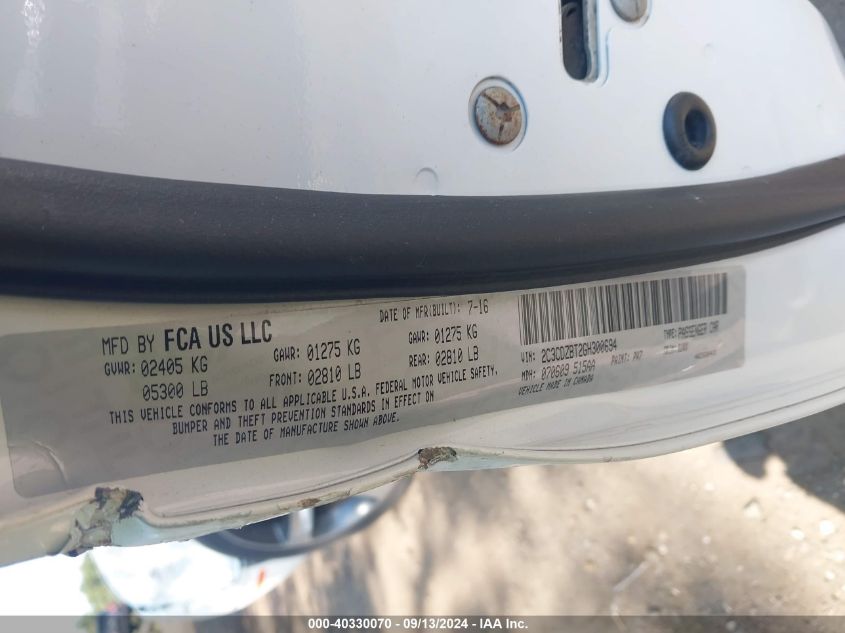 MFD BY FCA US LLC
DATE OF MFR(BUILT): 7-16
GVWR: 02405 KG
05300 LB
GAWR: 01275 KG
FRONT: 02810 LB
GAWR: 01275 KG
REAR: 02810 LB
THIS VEHICLE CONFORMS TO ALL APPLICABLE U.S.A. FEDERAL MOTOR VEHICLE SAFETY,
BUMPER AND THEFT PREVENTION STANDARDS IN EFFECT ON
THE DATE OF MANUFACTURE SHOWN ABOVE.
VIN: 2C3CDZBT2GH300694
TYPE: PASSENGER CAR
MDH: 070609 515AA
PAINT: PW7
VEHICLE MADE IN CANADA
000-40330070 - 09/13/2024 - IAA Inc.